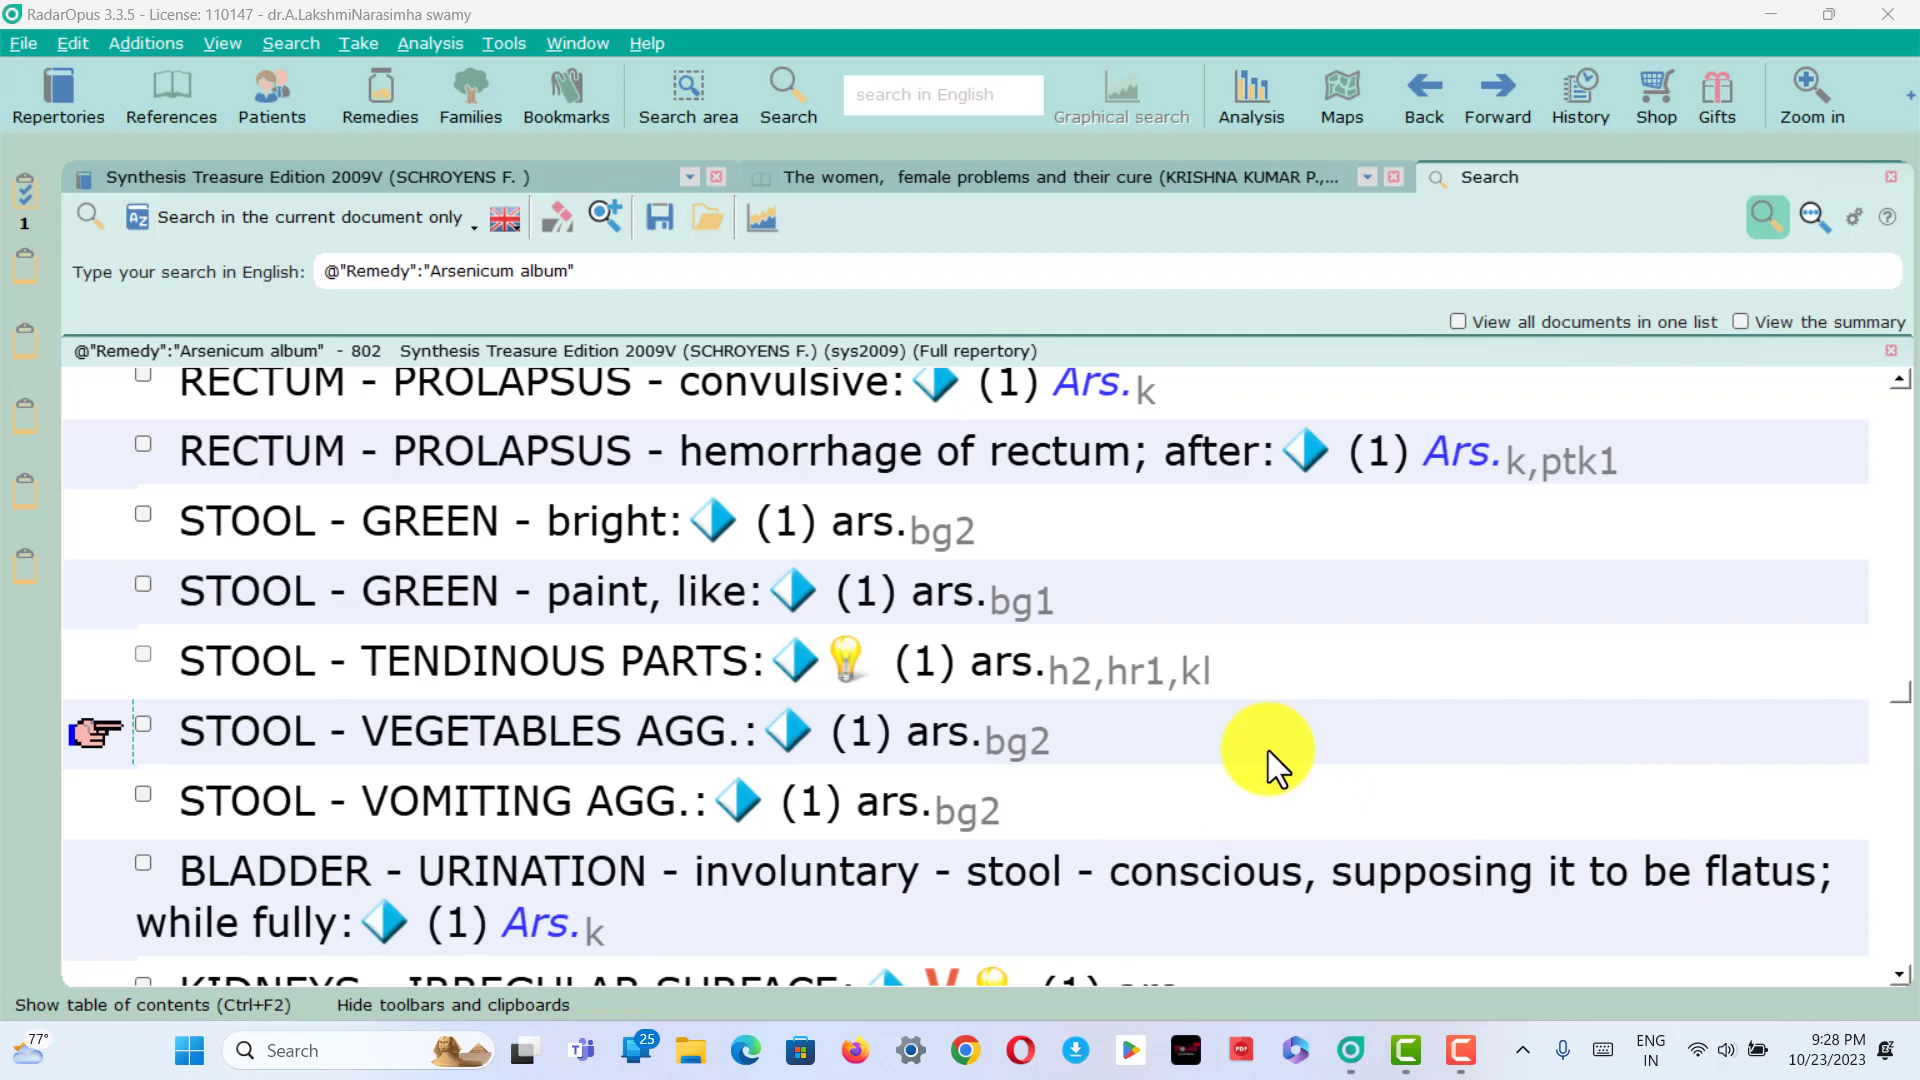 RadarOpus 3.3.5 - License: 110147 - dr.A.LakshmiNarasimha swamy
File Edit Additions View Search Take Analysis Tools Window Help
Repertories References Patients Remedies Families Bookmarks Search area Search search in English Graphical search Analysis Maps Back Forward History Shop Gifts Zoom in
Synthesis Treasure Edition 2009V (SCHROYENS F. ) The women, female problems and their cure (KRISHNA KUMAR P.,... Search
1
AZ Search in the current document only
Type your search in English: @"Remedy":"Arsenicum album"
View all documents in one list View the summary
@"Remedy":"Arsenicum album" - 802 Synthesis Treasure Edition 2009V (SCHROYENS F.) (sys2009) (Full repertory)
RECTUM - PROLAPSUS - convulsive: (1) Ars.k
RECTUM - PROLAPSUS - hemorrhage of rectum; after: (1) Ars.k,ptk1
STOOL - GREEN - bright: (1) ars.bg2
STOOL - GREEN - paint, like: (1) ars.bg1
STOOL - TENDINOUS PARTS: (1) ars.h2,hr1,kl
STOOL - VEGETABLES AGG.: (1) ars.bg2
STOOL - VOMITING AGG.: (1) ars.bg2
BLADDER - URINATION - involuntary - stool - conscious, supposing it to be flatus;
while fully: (1) Ars.k
KIDNEYS - IRREGULAR SURFACE: V (1) ars.
Show table of contents (Ctrl+F2) Hide toolbars and clipboards
77° Search 25 PDF ENG
IN 9:28 PM
10/23/2023